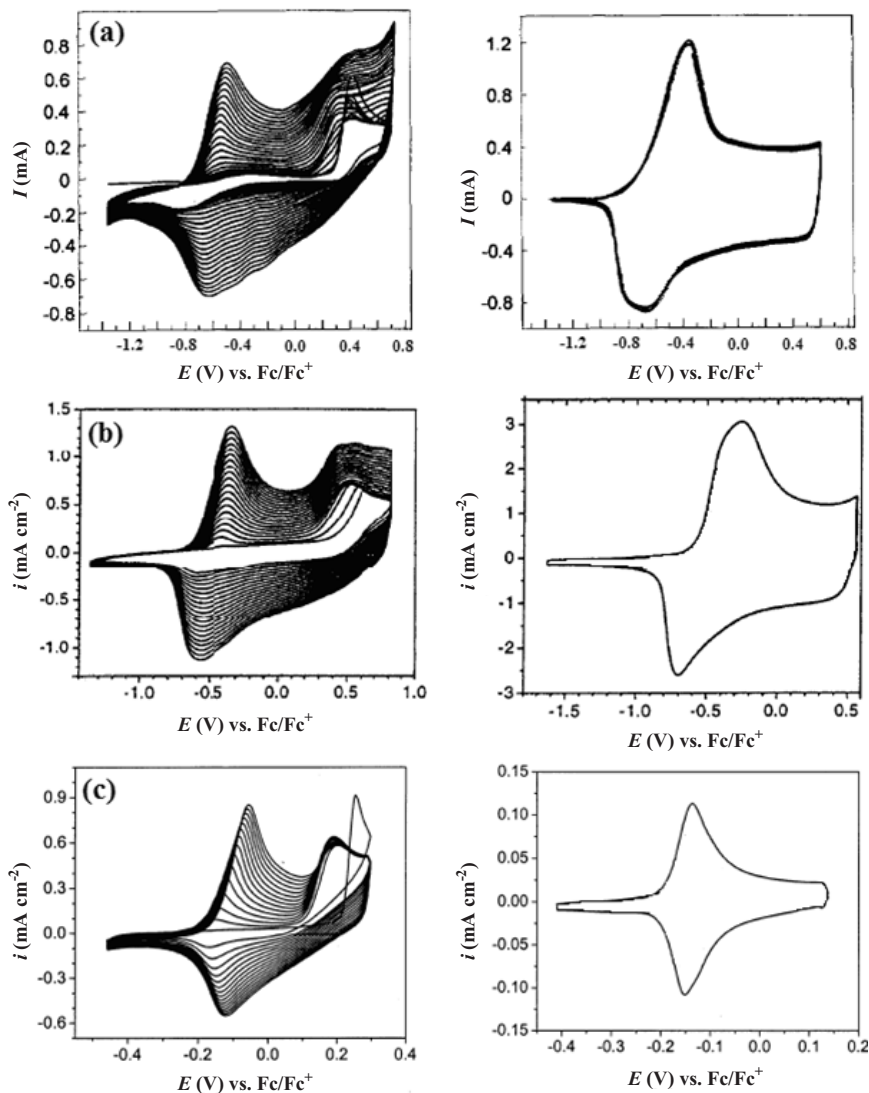 (a)
0.8
0.6
0.4
0.2
0
-0.2
-0.4
-0.6
-0.8
I (mA)
-1.2 -0.8 -0.4 0.0 0.4 0.8
E (V) vs. Fc/Fc⁺
1.2
0.8
0.4
0
-0.4
-0.8
I (mA)
-1.2 -0.8 -0.4 0.0 0.4 0.8
E (V) vs. Fc/Fc⁺
(b)
1.5
1.0
0.5
0.0
-0.5
-1.0
i (mA cm⁻²)
-1.0 -0.5 0.0 0.5 1.0
E (V) vs. Fc/Fc⁺
3
2
1
0
-1
-2
-3
i (mA cm⁻²)
-1.5 -1.0 -0.5 0.0 0.5
E (V) vs. Fc/Fc⁺
(c)
0.9
0.6
0.3
0.0
-0.3
-0.6
i (mA cm⁻²)
-0.4 -0.2 0.0 0.2 0.4
E (V) vs. Fc/Fc⁺
0.15
0.10
0.05
0.00
-0.05
-0.10
-0.15
i (mA cm⁻²)
-0.4 -0.3 -0.2 -0.1 0.0 0.1 0.2
E (V) vs. Fc/Fc⁺